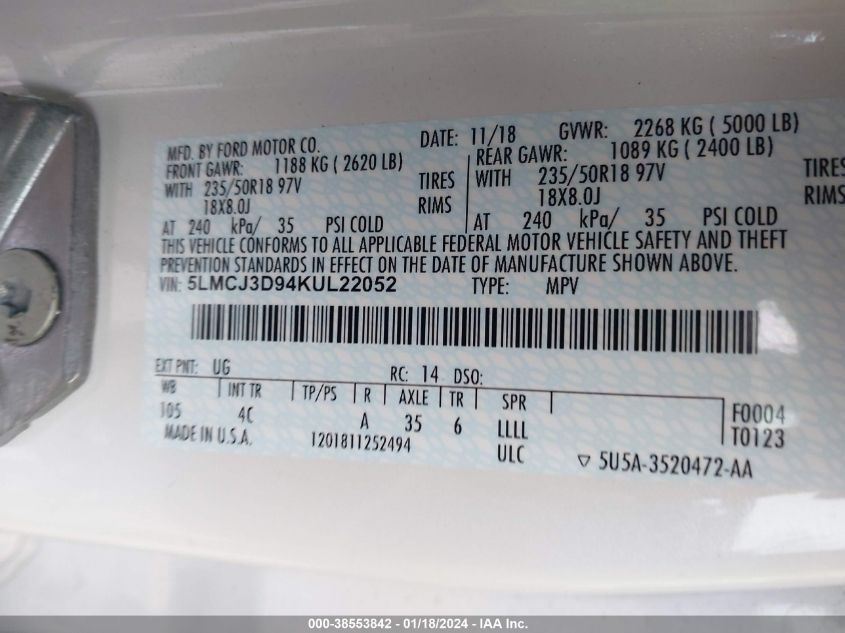 MFD. BY FORD MOTOR CO. DATE: 11/18 GVWR: 2268 KG ( 5000 LB)
FRONT GAWR: 1188 KG ( 2620 LB) REAR GAWR: 1089 KG ( 2400 LB)
WITH 235/50R18 97V TIRES WITH 235/50R18 97V TIRES
18X8.0J RIMS 18X8.0J RIMS
AT 240 kPa/ 35 PSI COLD AT 240 kPa/ 35 PSI COLD
THIS VEHICLE CONFORMS TO ALL APPLICABLE FEDERAL MOTOR VEHICLE SAFETY AND THEFT
PREVENTION STANDARDS IN EFFECT ON THE DATE OF MANUFACTURE SHOWN ABOVE.
VIN: 5LMCJ3D94KUL22052 TYPE: MPV
EXT PNT: UG RC: 14 DSO:
WB INT TR TP/PS R AXLE TR SPR F0004
105 4C A 35 6 LLLL T0123
MADE IN U.S.A. 1201811252494 ULC ▽ 5U5A-3520472-AA
000-38553842 - 01/18/2024 - IAA Inc.